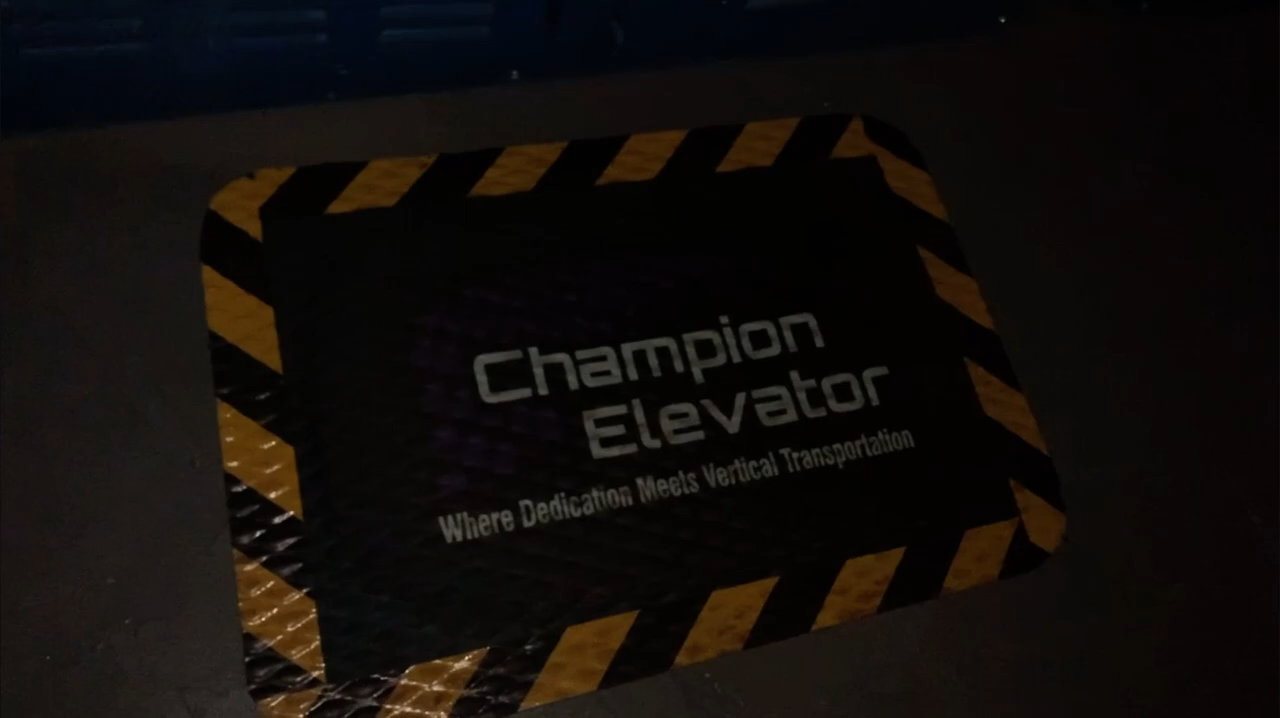 Champion
Elevator
Where Dedication Meets Vertical Transportation